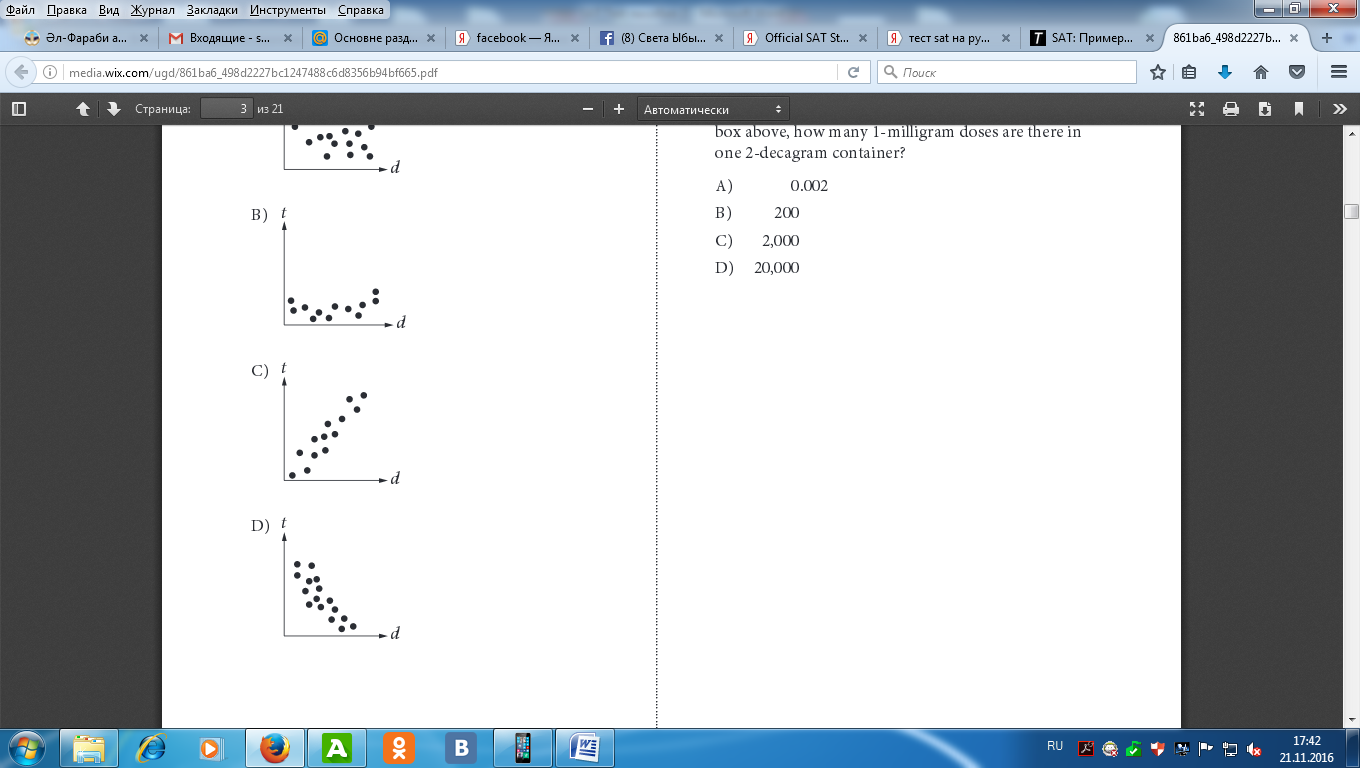 Файл Правка Вид Журнал Закладки Инструменты Справка
Әл-Фараби а... Входящие - s... Основне разд... facebook — Я... (8) Света Ыбы... Official SAT St... тест sat на ру... SAT: Пример... 861ba6_498d2227b...
media.wix.com/ugd/861ba6_498d2227bc1247488c6d8356b94bf665.pdf Поиск
Страница: 3 из 21 Автоматически
d
B) t
d
C) t
d
D) t
d
box above, how many 1-milligram doses are there in
one 2-decagram container?
A) 0.002
B) 200
C) 2,000
D) 20,000
RU 17:42
21.11.2016